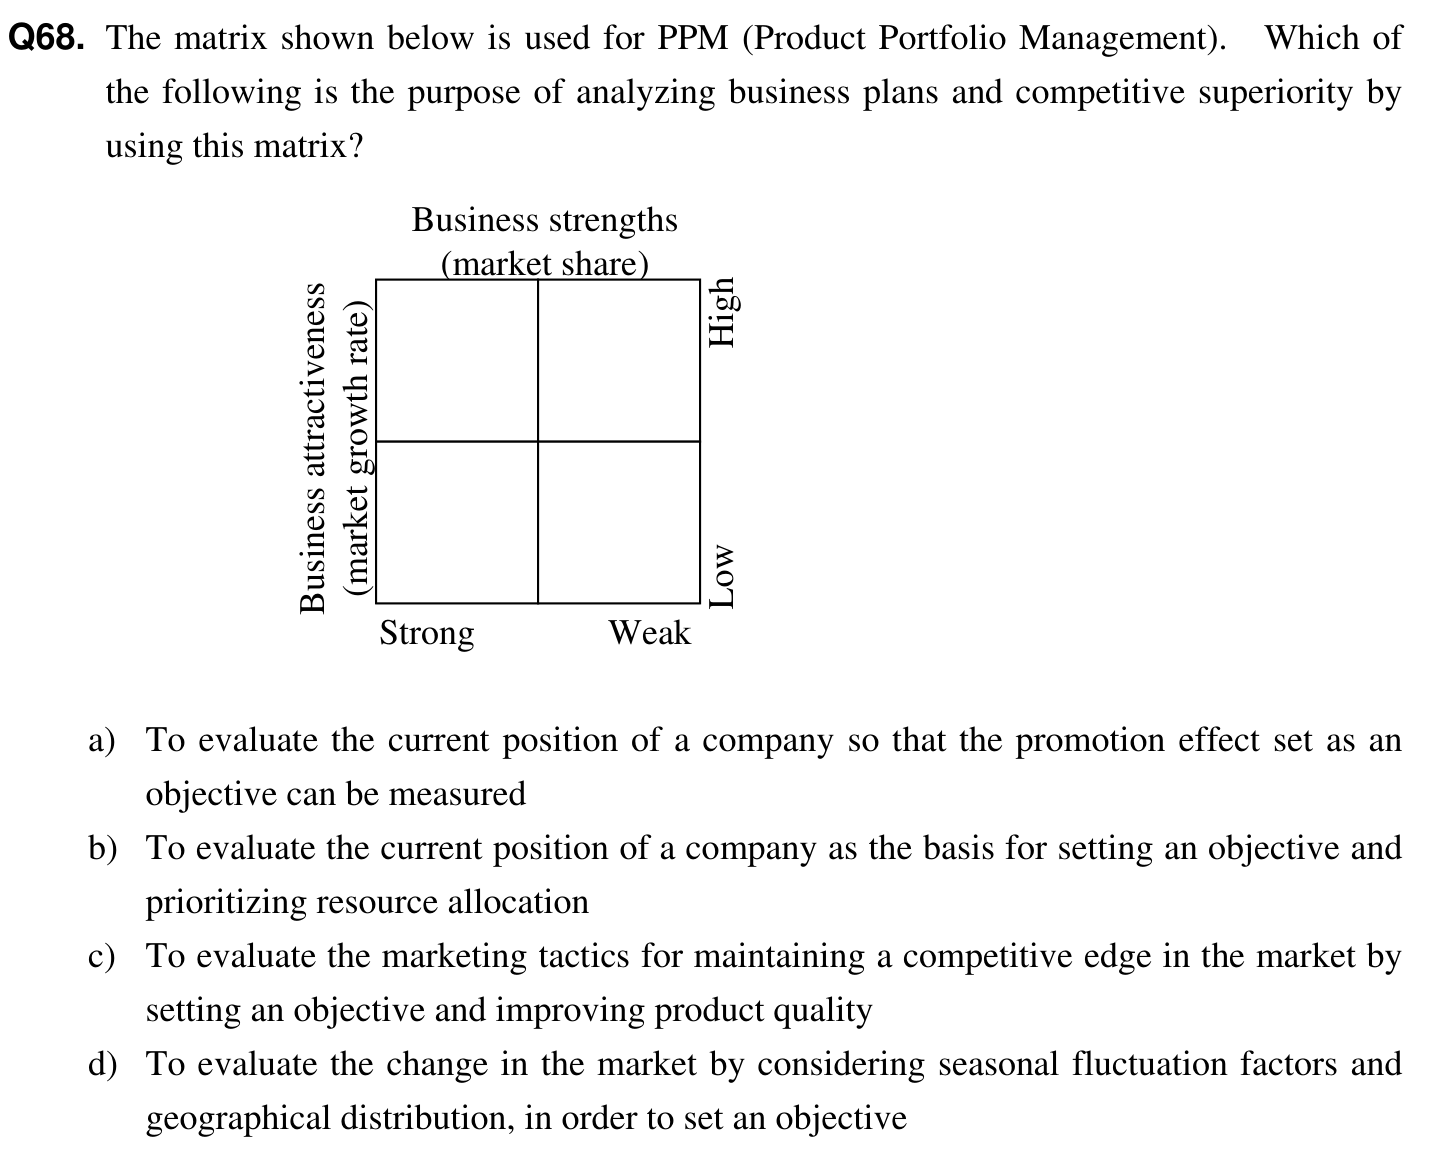 Q68. The matrix shown below is used for PPM (Product Portfolio Management). Which of
the following is the purpose of analyzing business plans and competitive superiority by
using this matrix?
Business strengths
(market share)
Business attractiveness
(market growth rate)
High
Low
Strong Weak
a) To evaluate the current position of a company so that the promotion effect set as an
objective can be measured
b) To evaluate the current position of a company as the basis for setting an objective and
prioritizing resource allocation
c) To evaluate the marketing tactics for maintaining a competitive edge in the market by
setting an objective and improving product quality
d) To evaluate the change in the market by considering seasonal fluctuation factors and
geographical distribution, in order to set an objective